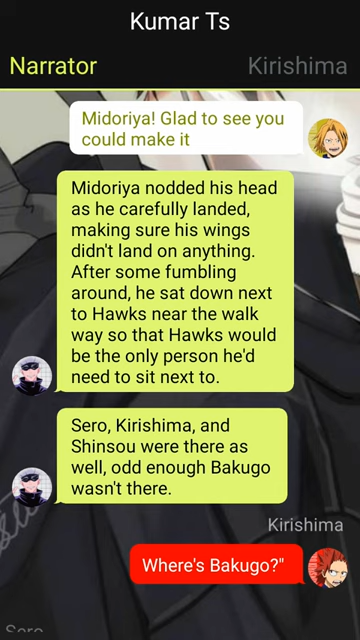 Kumar Ts
Narrator
Kirishima
Midoriya! Glad to see you
could make it
Midoriya nodded his head
as he carefully landed,
making sure his wings
didn't land on anything.
After some fumbling
around, he sat down next
to Hawks near the walk
way so that Hawks would
be the only person he'd
need to sit next to.
Sero, Kirishima, and
Shinsou were there as
well, odd enough Bakugo
wasn't there.
Kirishima
Where's Bakugo?"
Sero